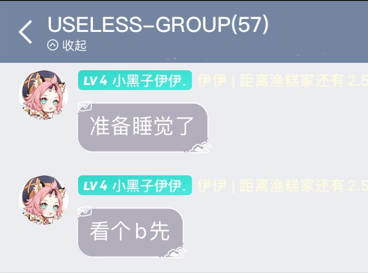 USELESS-GROUP(57)
收起
LV4 小黑子伊伊. 伊伊 | 距离渔糕家还有2.5
准备睡觉了
LV4 小黑子伊伊. 伊伊 | 距离渔糕家还有2.5
看个b先